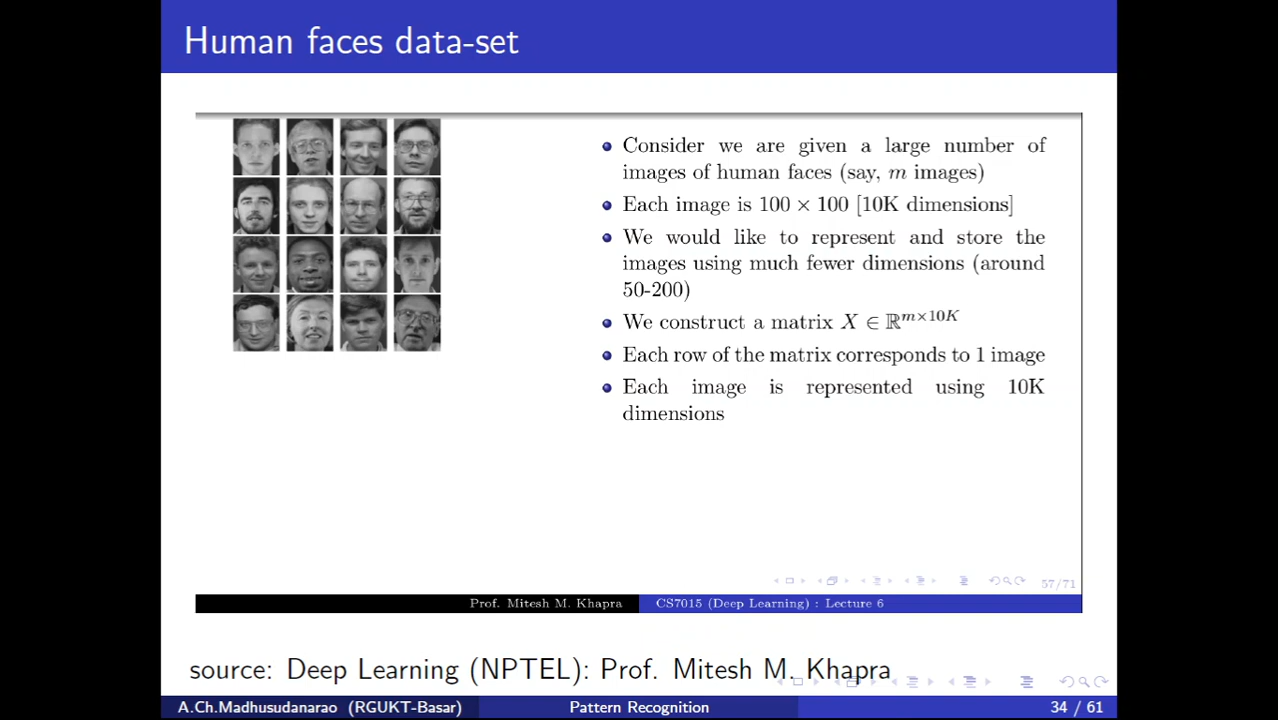 Human faces data-set
Consider we are given a large number of
images of human faces (say, m images)
Each image is 100 × 100 [10K dimensions]
We would like to represent and store the
images using much fewer dimensions (around
50-200)
We construct a matrix X ∈ ℝ^{m×10K}
Each row of the matrix corresponds to 1 image
Each image is represented using 10K
dimensions
57/71
Prof. Mitesh M. Khapra CS7015 (Deep Learning) : Lecture 6
source: Deep Learning (NPTEL): Prof. Mitesh M. Khapra
A.Ch.Madhusudanarao (RGUKT-Basar) Pattern Recognition 34 / 61